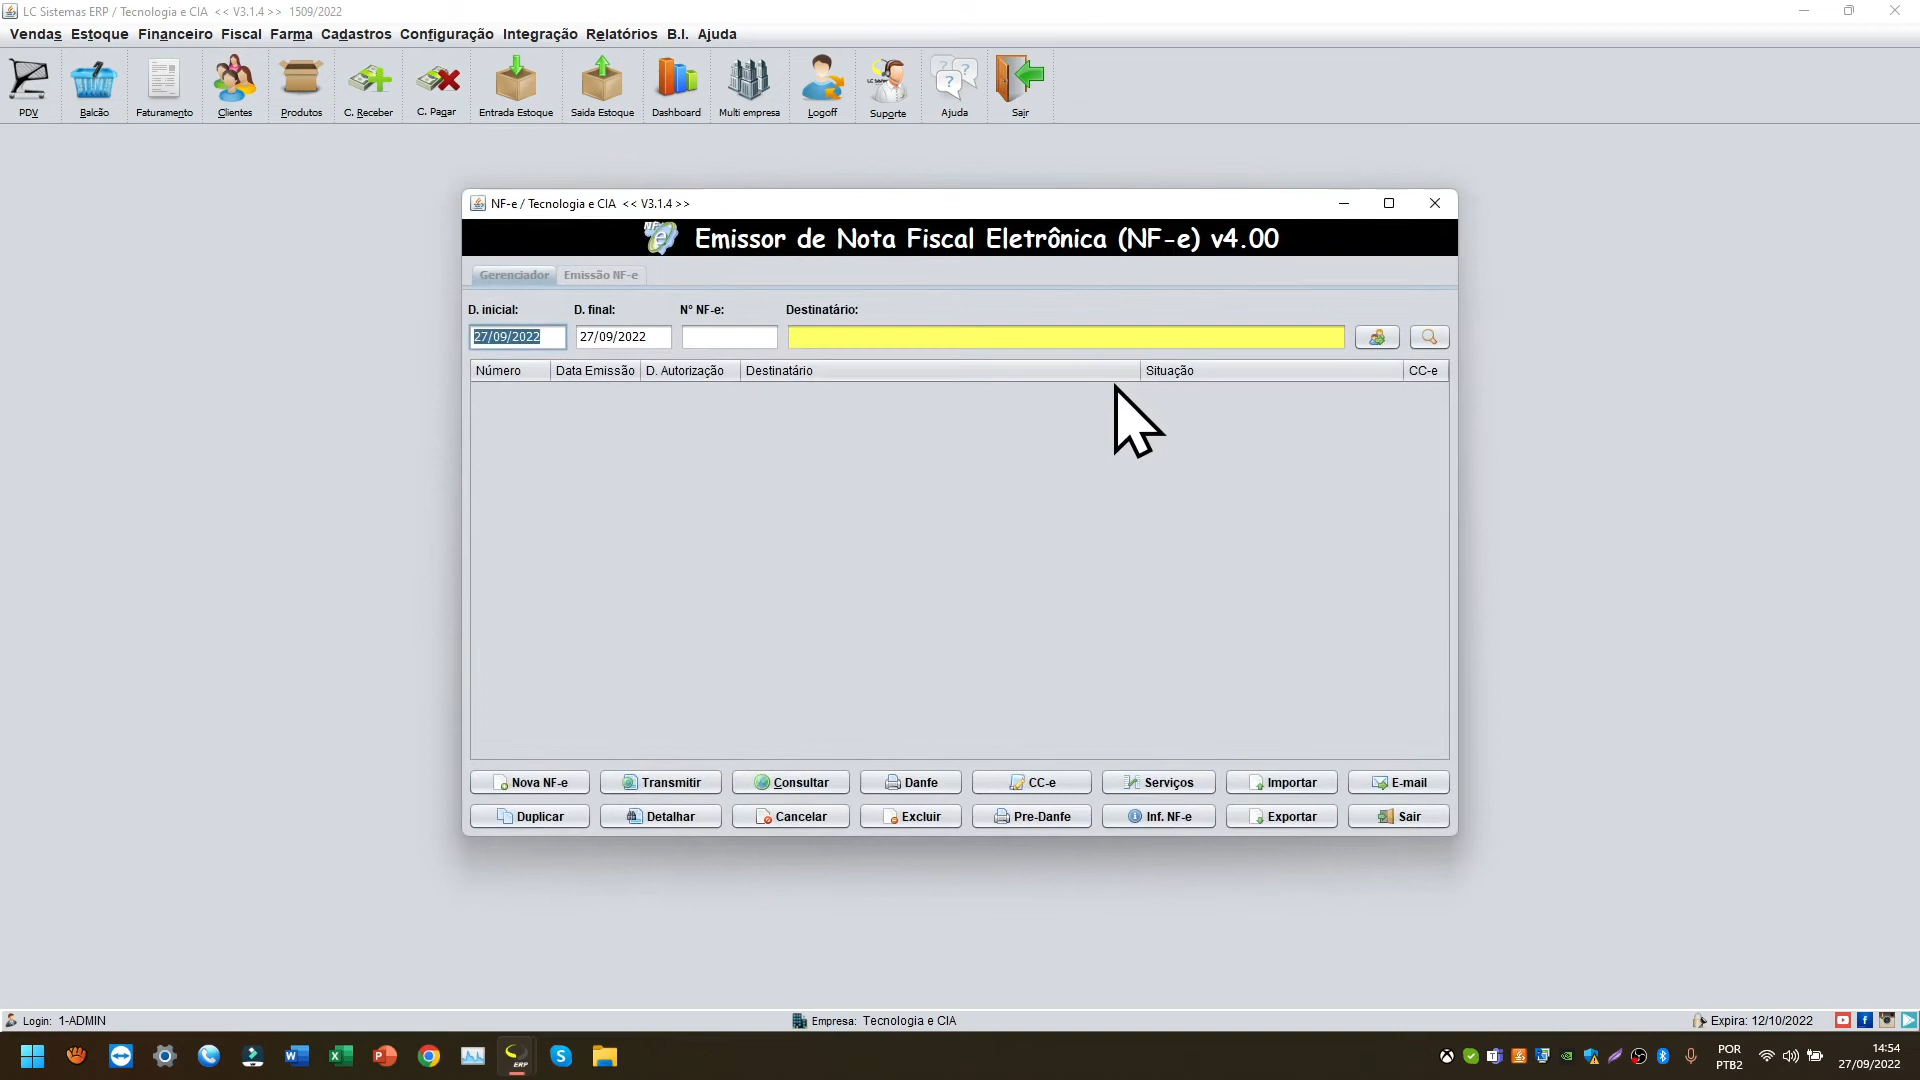 LC Sistemas ERP / Tecnologia e CIA << V3.1.4 >> 1509/2022
Vendas Estoque Financeiro Fiscal Farma Cadastros Configuração Integração Relatórios B.I. Ajuda
PDV Balcão Faturamento Clientes Produtos C. Receber C. Pagar Entrada Estoque Saida Estoque Dashboard Multi empresa Logoff Suporte Ajuda Sair
NF-e / Tecnologia e CIA << V3.1.4 >>
Emissor de Nota Fiscal Eletrônica (NF-e) v4.00
Gerenciador Emissão NF-e
D. inicial: D. final: N° NF-e: Destinatário:
27/09/2022 27/09/2022
Número Data Emissão D. Autorização Destinatário Situação CC-e
Nova NF-e Transmitir Consultar Danfe CC-e Serviços Importar E-mail
Duplicar Detalhar Cancelar Excluir Pre-Danfe Inf. NF-e Exportar Sair
Login: 1-ADMIN Empresa: Tecnologia e CIA Expira: 12/10/2022
POR 14:54
PTB2 27/09/2022